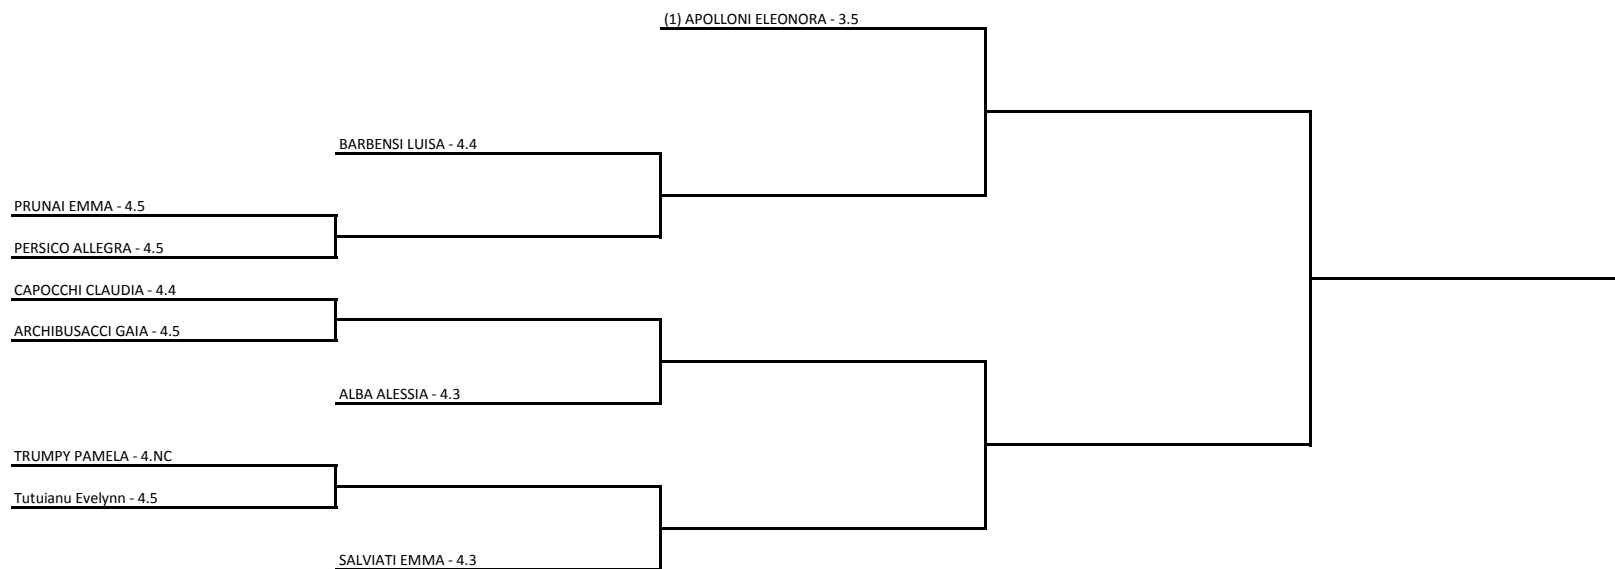 (1) APOLLONI ELEONORA - 3.5
BARBENSI LUISA - 4.4
PRUNAI EMMA - 4.5
PERSICO ALLEGRA - 4.5
CAPOCCHI CLAUDIA - 4.4
ARCHIBUSACCI GAIA - 4.5
ALBA ALESSIA - 4.3
TRUMPY PAMELA - 4.NC
Tutuianu Evelynn - 4.5
SALVIATI EMMA - 4.3